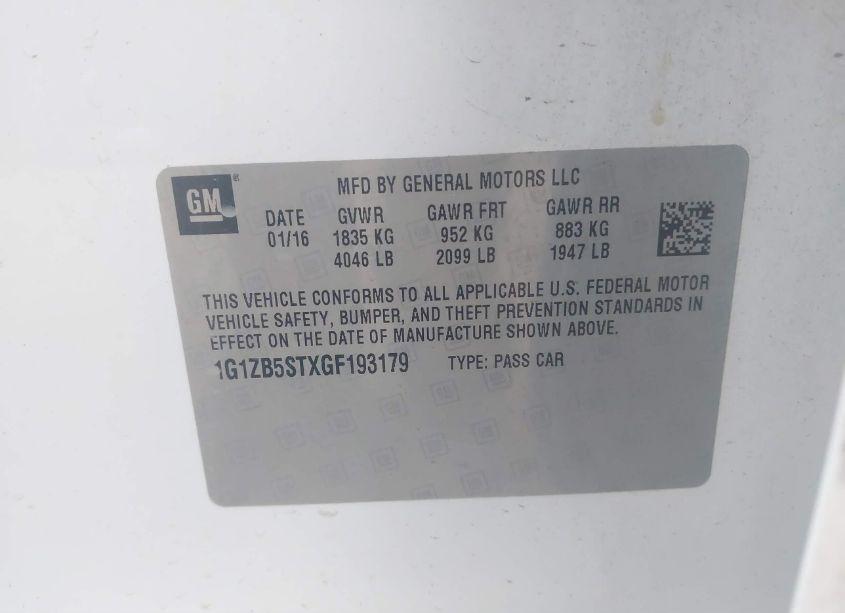 GM
MFD BY GENERAL MOTORS LLC
DATE GVWR GAWR FRT GAWR RR
01/16 1835 KG 952 KG 883 KG
4046 LB 2099 LB 1947 LB
THIS VEHICLE CONFORMS TO ALL APPLICABLE U.S. FEDERAL MOTOR
VEHICLE SAFETY, BUMPER, AND THEFT PREVENTION STANDARDS IN
EFFECT ON THE DATE OF MANUFACTURE SHOWN ABOVE.
1G1ZB5STXGF193179 TYPE: PASS CAR